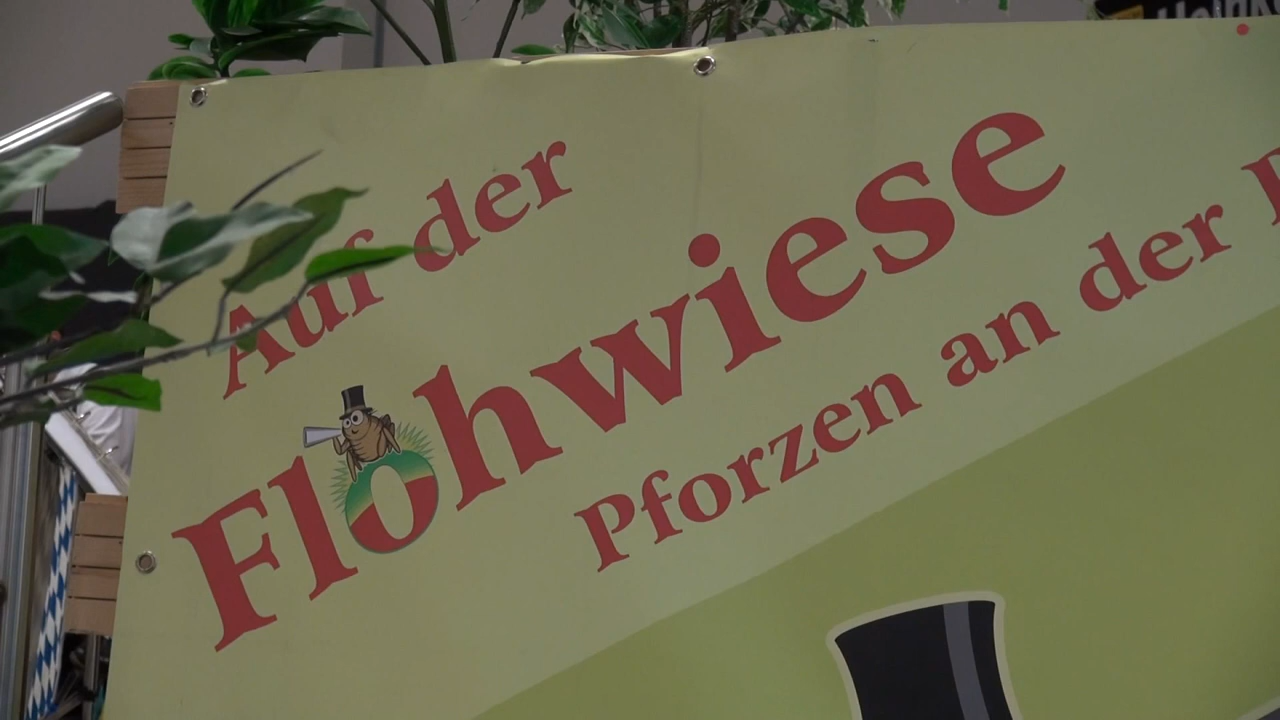 Auf der
Flohwiese
Pforzen an der